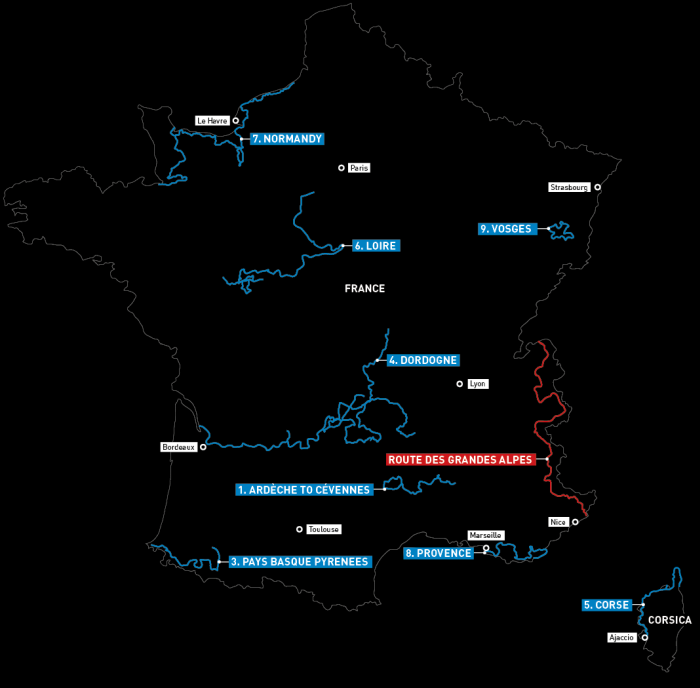 Le Havre
7. NORMANDY
Paris
Strasbourg
9. VOSGES
6. LOIRE
FRANCE
4. DORDOGNE
Lyon
Bordeaux
ROUTE DES GRANDES ALPES
1. ARDÈCHE TO CÉVENNES
Nice
Toulouse
Marseille
8. PROVENCE
3. PAYS BASQUE PYRENEES
5. CORSE
CORSICA
Ajaccio